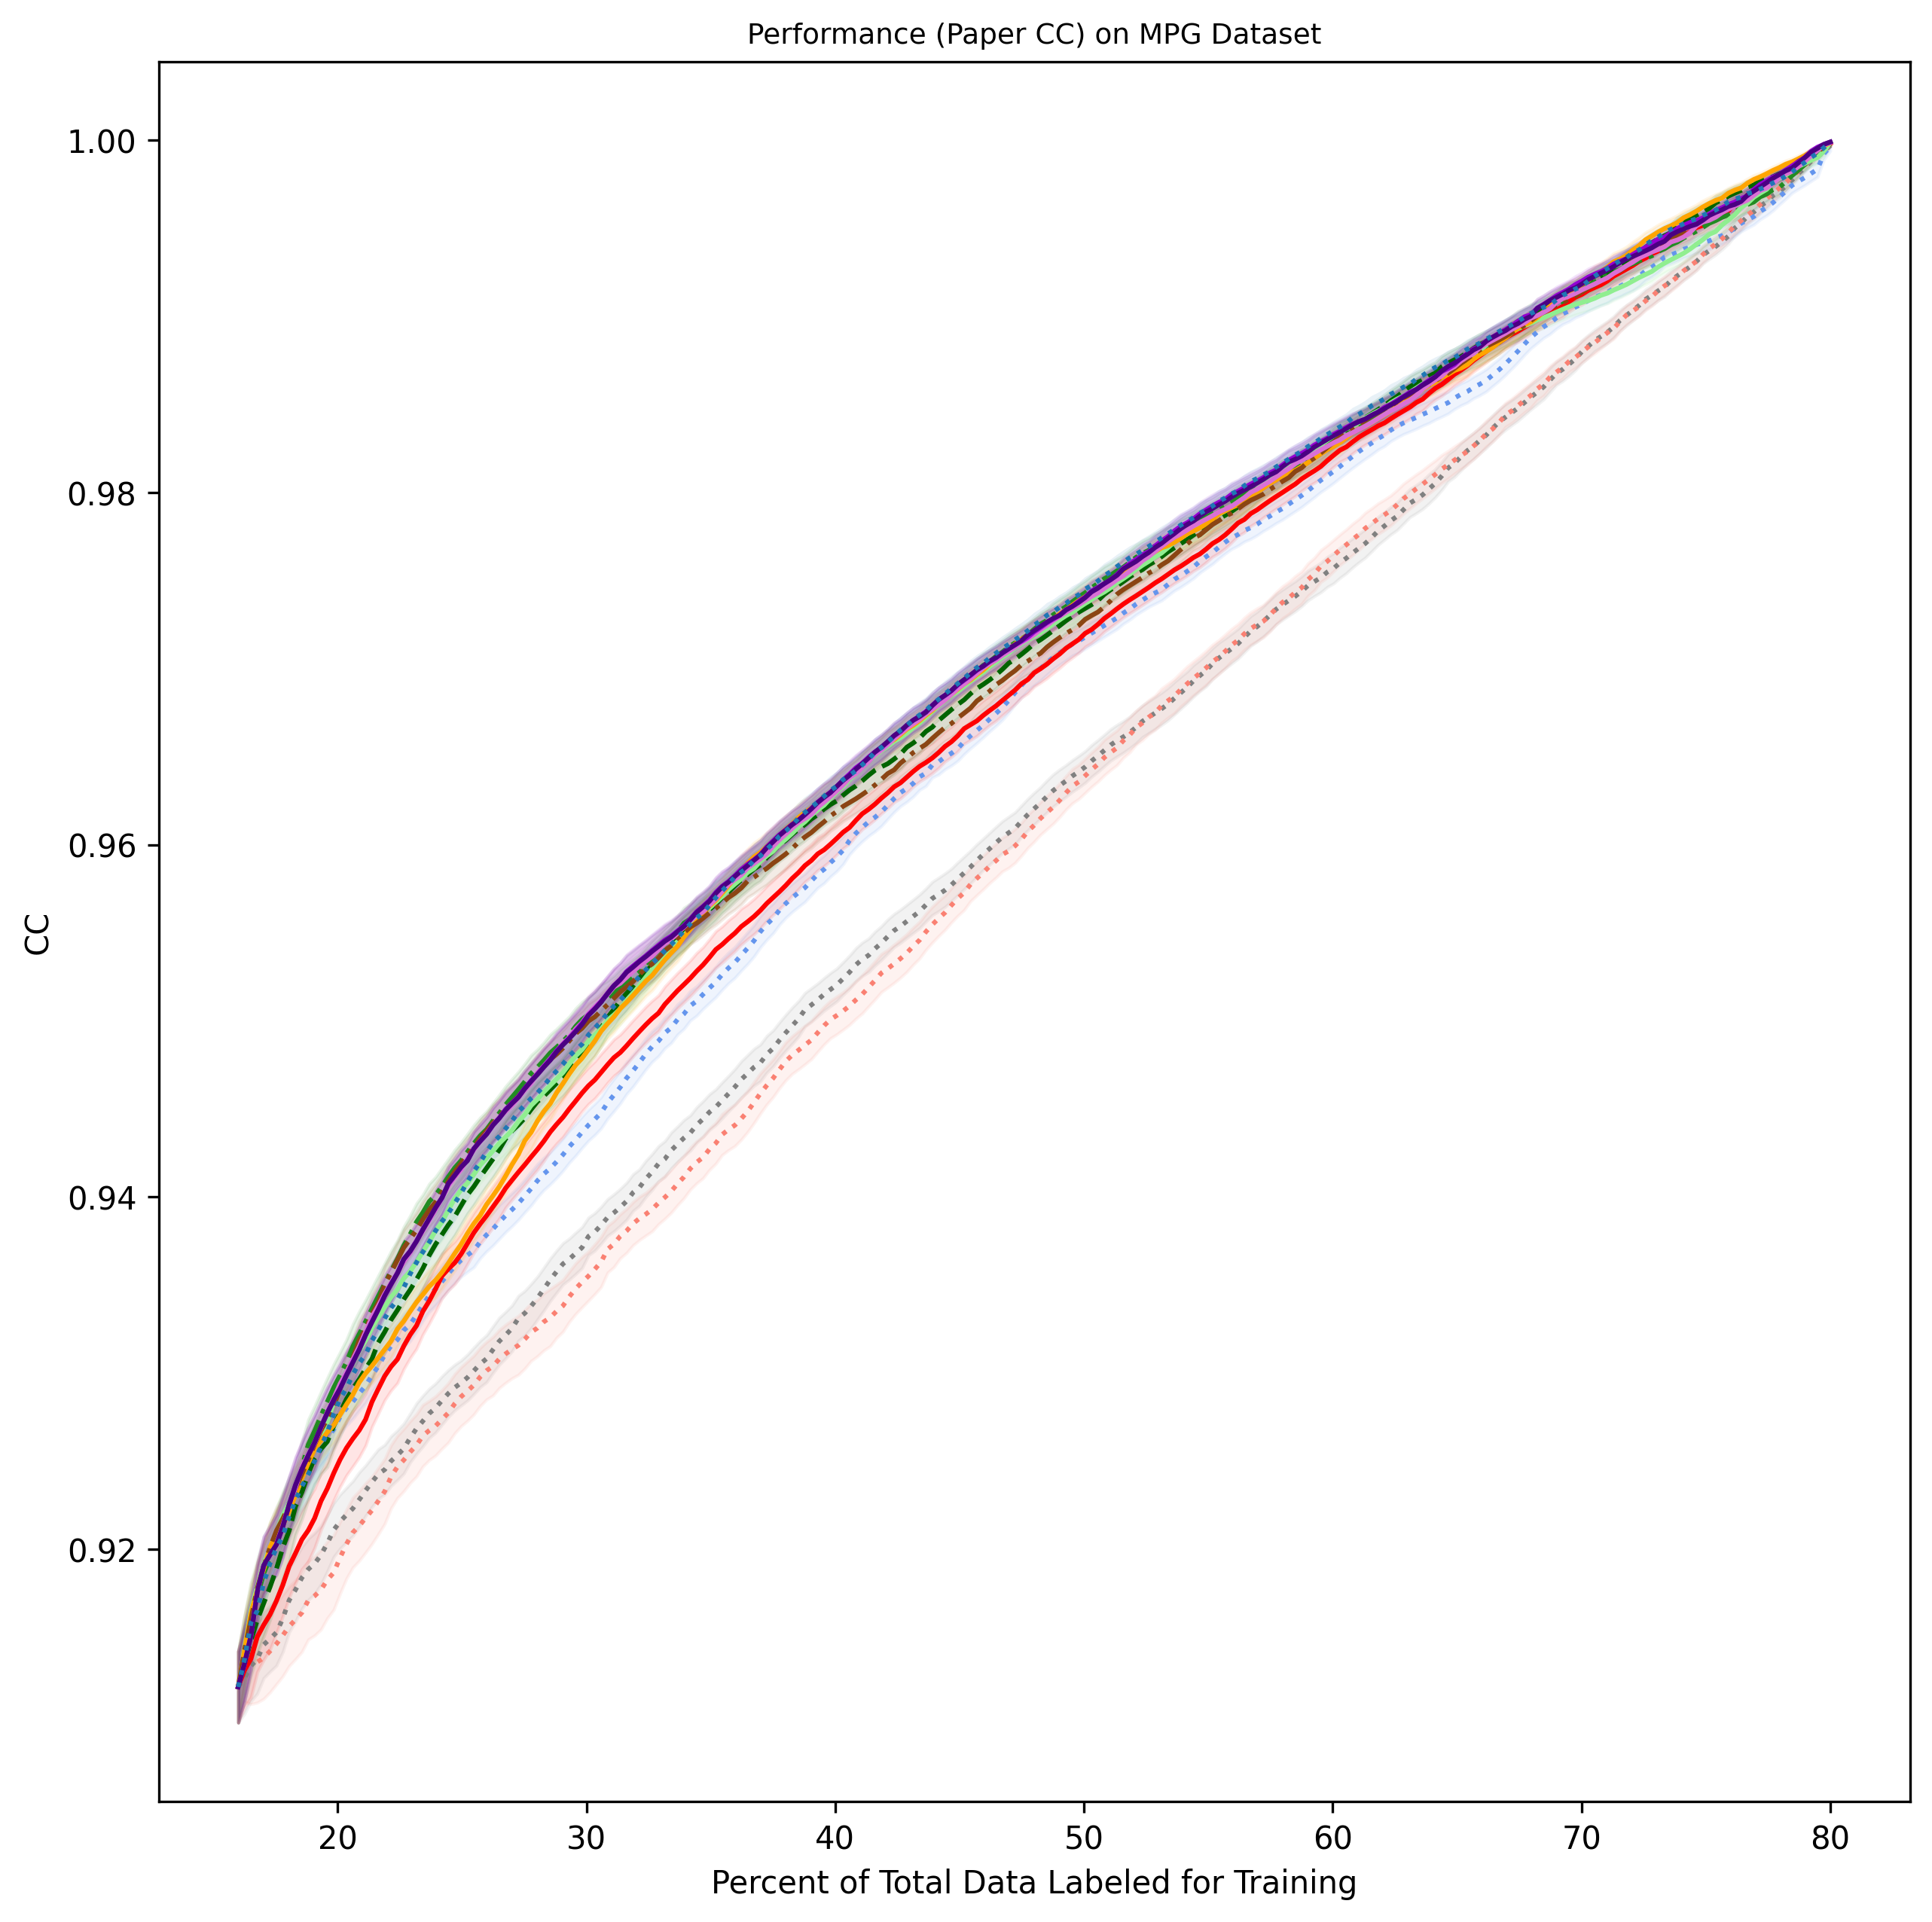 Performance (Paper CC) on MPG Dataset
1.00
0.98
0.96
0.94
0.92
CC
20 30 40 50 60 70 80
Percent of Total Data Labeled for Training